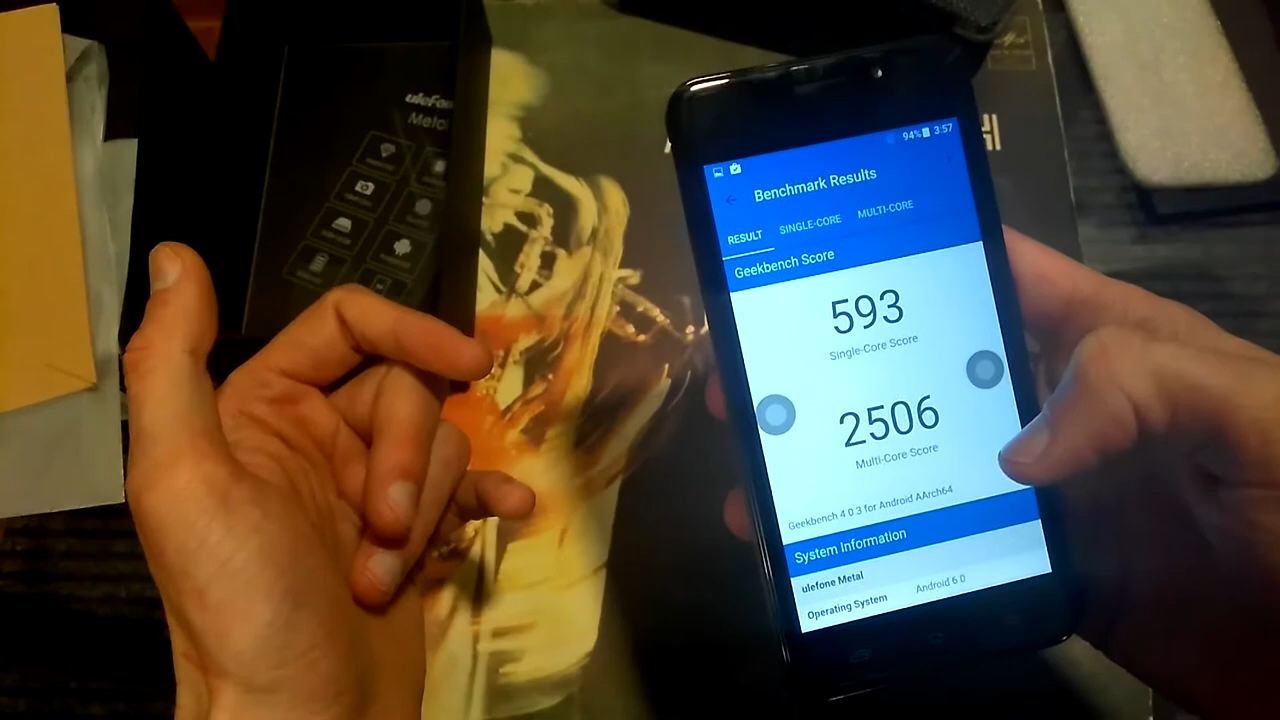 uleFone
Metal
94% 3:57
Benchmark Results
RESULT SINGLE-CORE MULTI-CORE
Geekbench Score
593
Single-Core Score
2506
Multi-Core Score
Geekbench 4.0.3 for Android AArch64
System Information
ulefone Metal
Operating System Android 6.0